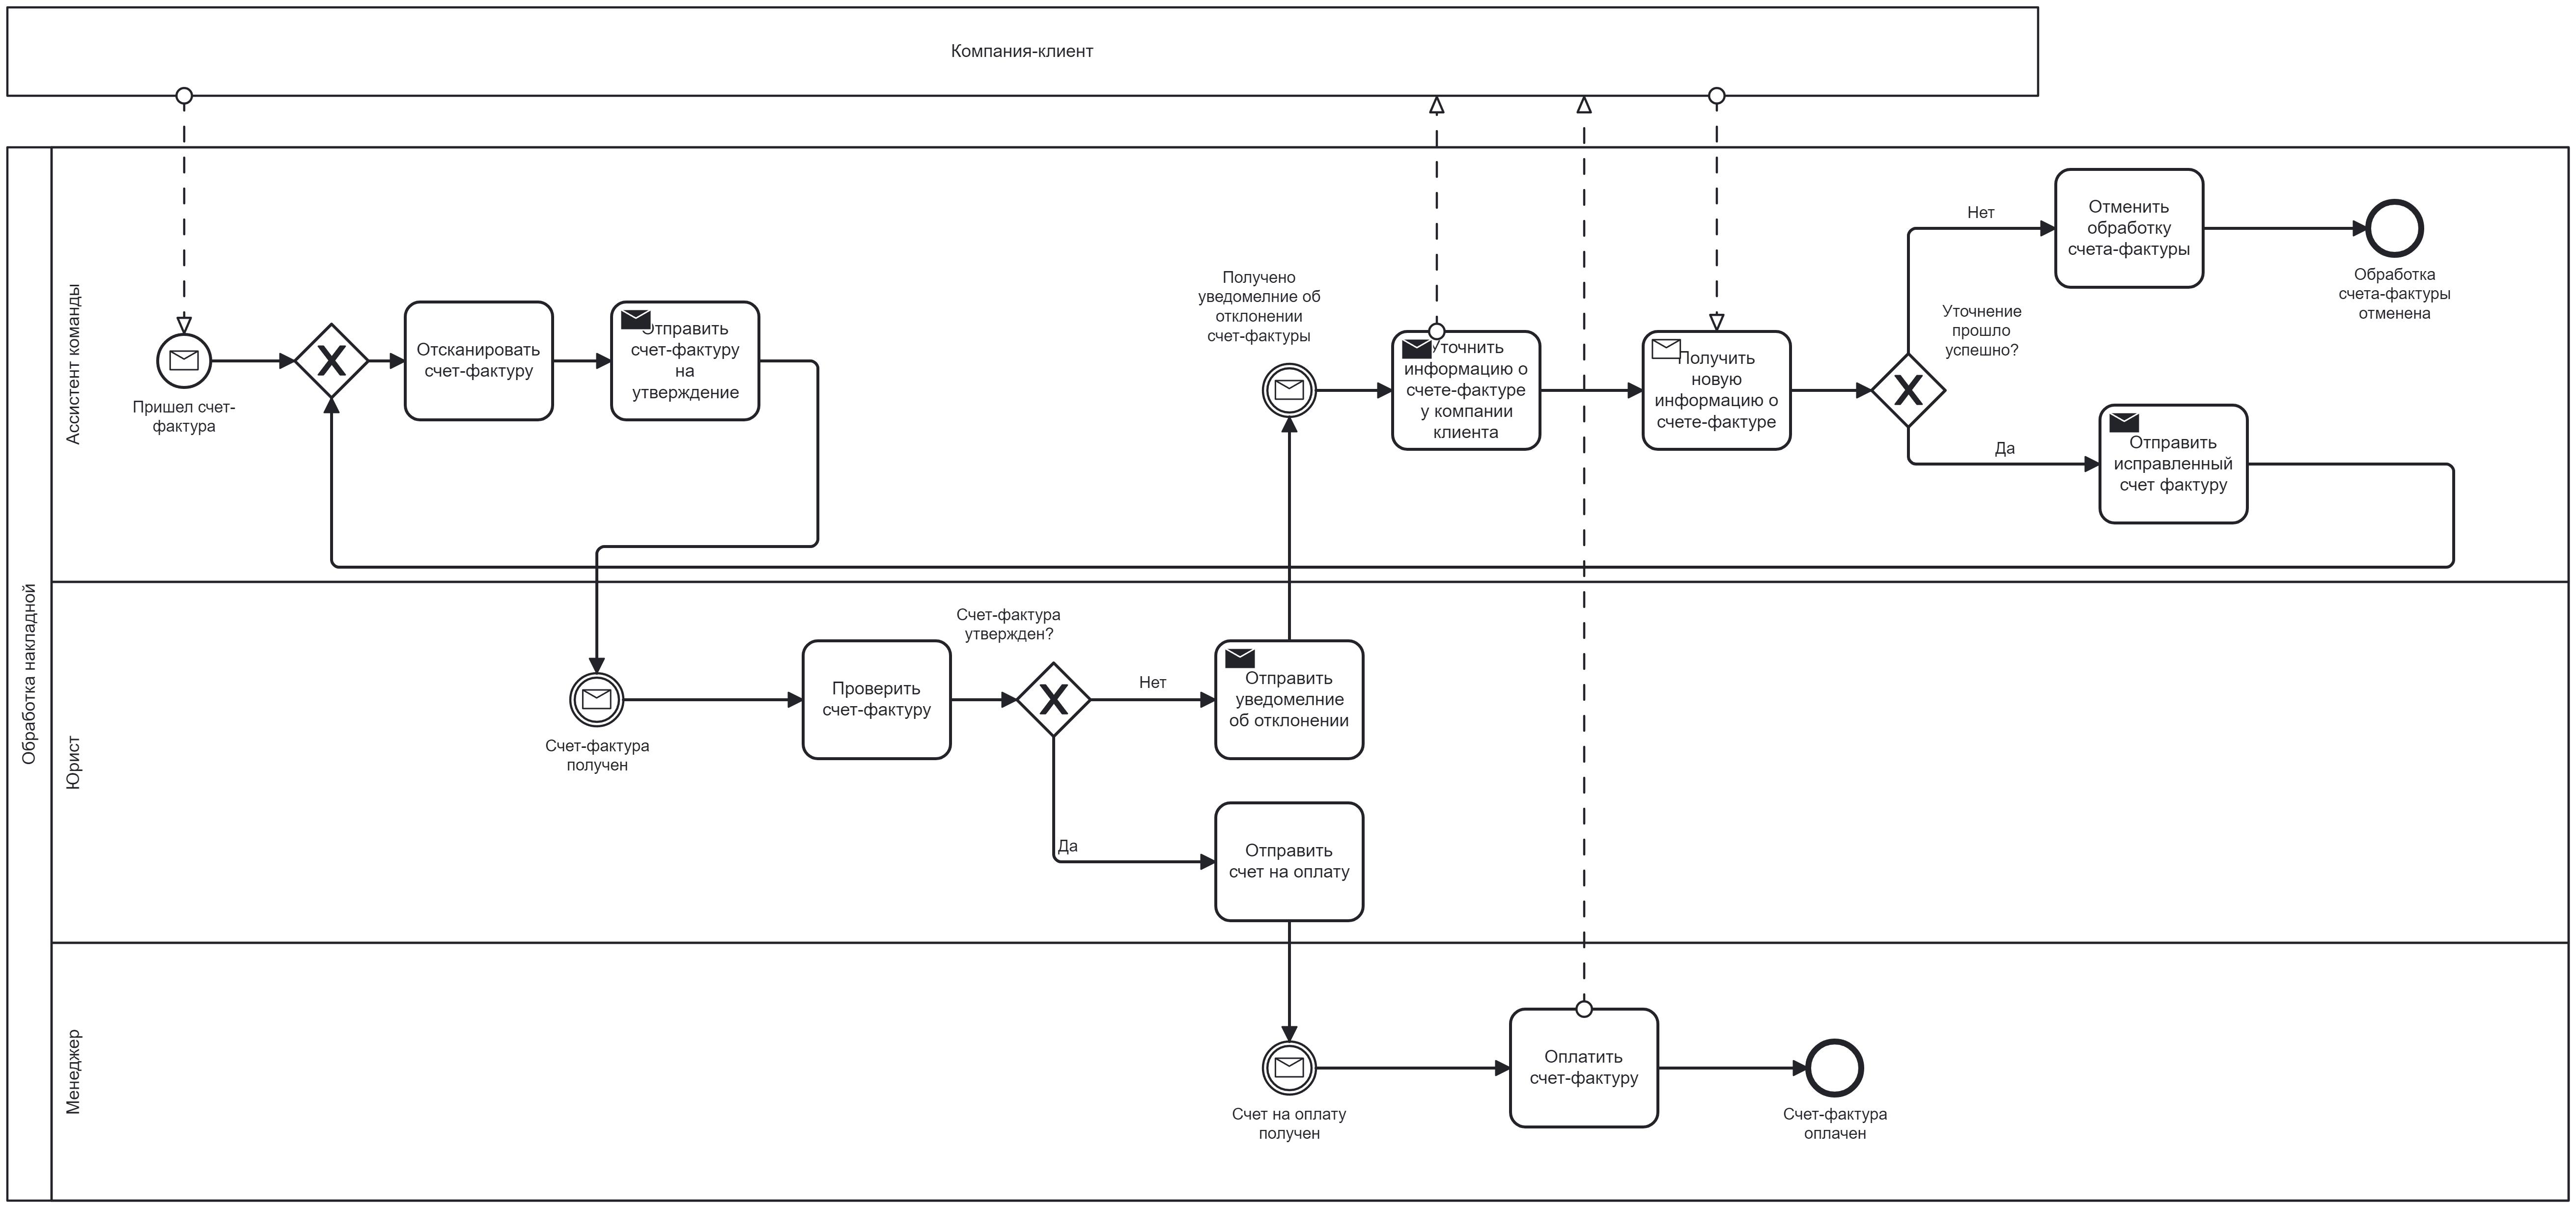 Компания-клиент
Обработка накладной
Ассистент команды
Пришел счет-
фактура
Отсканировать
счет-фактуру
Отправить
счет-фактуру
на
утверждение
Получено
уведомелние об
отклонении
счет-фактуры
Уточнить
информацию о
счете-фактуре
у компании
клиента
Получить
новую
информацию о
счете-фактуре
Уточнение
прошло
успешно?
Нет
Отменить
обработку
счета-фактуры
Обработка
счета-фактуры
отменена
Да
Отправить
исправленный
счет фактуру
Юрист
Счет-фактура
получен
Проверить
счет-фактуру
Счет-фактура
утвержден?
Нет
Отправить
уведомелние
об отклонении
Да
Отправить
счет на оплату
Менеджер
Счет на оплату
получен
Оплатить
счет-фактуру
Счет-фактура
оплачен